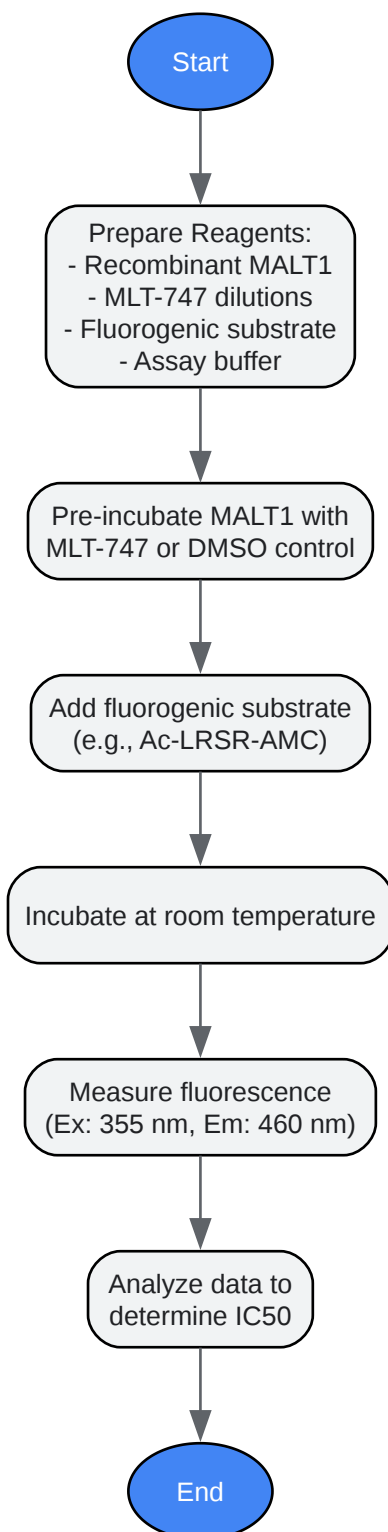 Start
Prepare Reagents:
- Recombinant MALT1
- MLT-747 dilutions
- Fluorogenic substrate
- Assay buffer
Pre-incubate MALT1 with
MLT-747 or DMSO control
Add fluorogenic substrate
(e.g., Ac-LRSR-AMC)
Incubate at room temperature
Measure fluorescence
(Ex: 355 nm, Em: 460 nm)
Analyze data to
determine IC50
End